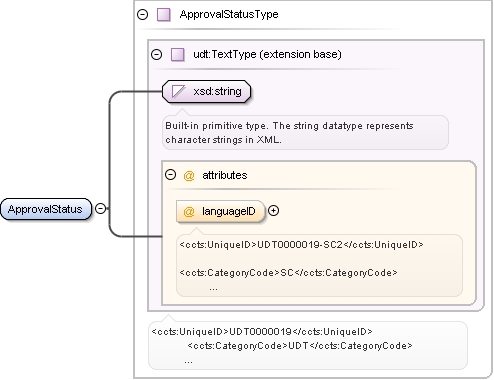 ApprovalStatusType
udt:TextType (extension base)
xsd:string
Built-in primitive type. The string datatype represents
character strings in XML.
@ attributes
ApprovalStatus
@ languageID
<ccts:UniqueID>UDT0000019-SC2</ccts:UniqueID>
<ccts:CategoryCode>SC</ccts:CategoryCode>
...
<ccts:UniqueID>UDT0000019</ccts:UniqueID>
<ccts:CategoryCode>UDT</ccts:CategoryCode>
...